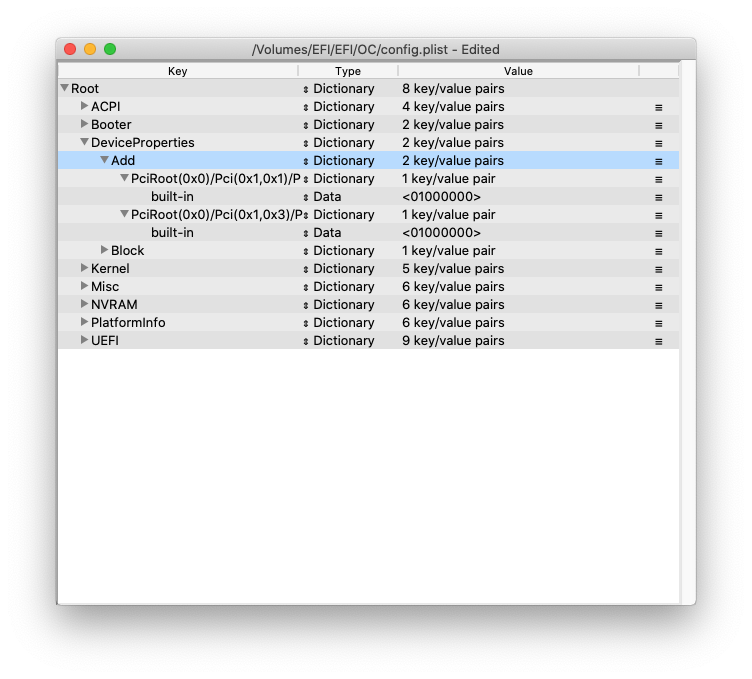 /Volumes/EFI/EFI/OC/config.plist - Edited
Key Type Value
Root Dictionary 8 key/value pairs
ACPI Dictionary 4 key/value pairs
Booter Dictionary 2 key/value pairs
DeviceProperties Dictionary 2 key/value pairs
Add Dictionary 2 key/value pairs
PciRoot(0x0)/Pci(0x1,0x1)/P Dictionary 1 key/value pair
built-in Data <01000000>
PciRoot(0x0)/Pci(0x1,0x3)/P Dictionary 1 key/value pair
built-in Data <01000000>
Block Dictionary 1 key/value pair
Kernel Dictionary 5 key/value pairs
Misc Dictionary 6 key/value pairs
NVRAM Dictionary 6 key/value pairs
PlatformInfo Dictionary 6 key/value pairs
UEFI Dictionary 9 key/value pairs